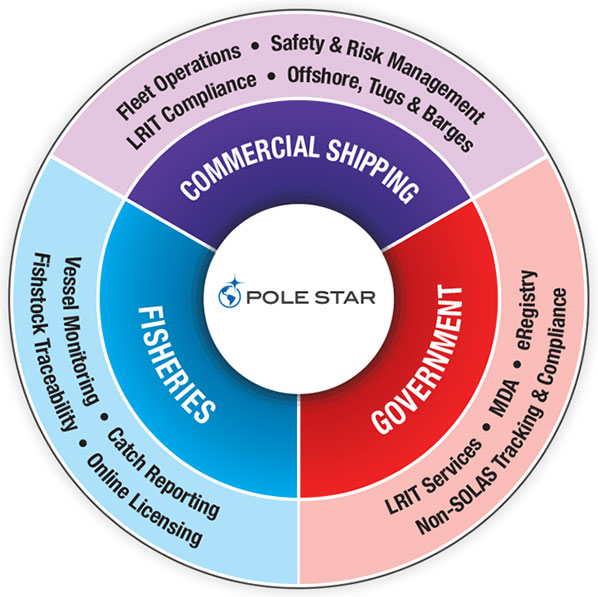 Fleet Operations • Safety & Risk Management
LRIT Compliance • Offshore, Tugs & Barges
COMMERCIAL SHIPPING
POLE STAR
FISHERIES
Vessel Monitoring • Catch Reporting
Fishstock Traceability • Online Licensing
GOVERNMENT
LRIT Services • MDA • eRegistry
Non-SOLAS Tracking & Compliance